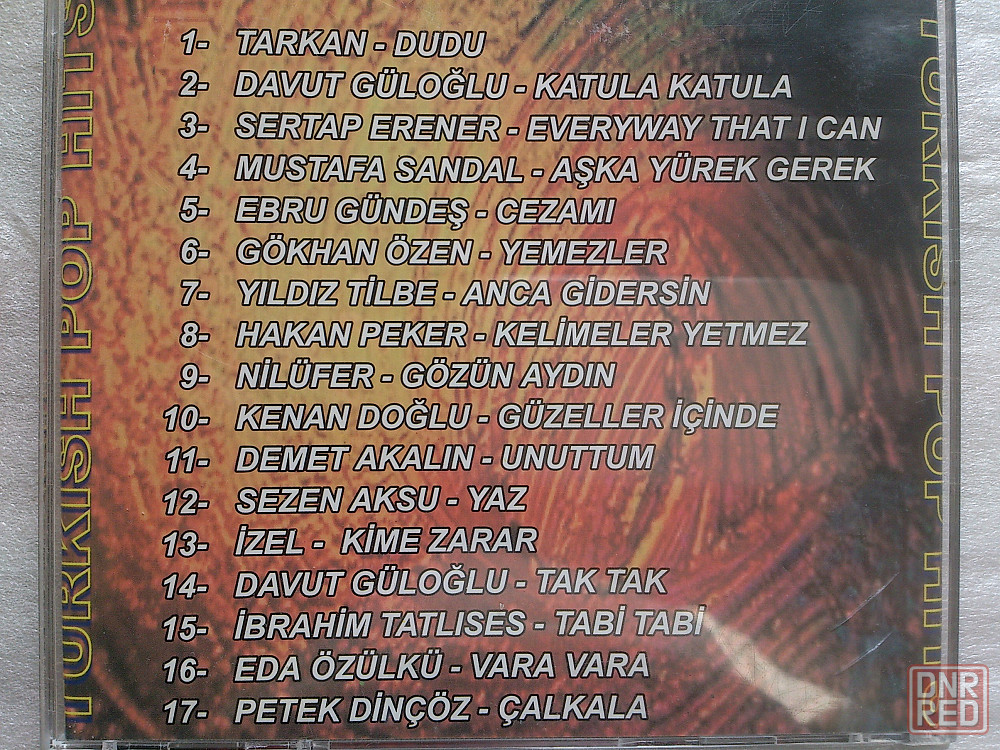 1- TARKAN - DUDU
2- DAVUT GÜLOĞLU - KATULA KATULA
3- SERTAP ERENER - EVERYWAY THAT I CAN
4- MUSTAFA SANDAL - AŞKA YÜREK GEREK
5- EBRU GÜNDEŞ - CEZAMI
6- GÖKHAN ÖZEN - YEMEZLER
7- YILDIZ TİLBE - ANCA GİDERSİN
8- HAKAN PEKER - KELİMELER YETMEZ
9- NİLÜFER - GÖZÜN AYDIN
10- KENAN DOĞLU - GÜZELLER İÇİNDE
11- DEMET AKALIN - UNUTTUM
12- SEZEN AKSU - YAZ
13- İZEL - KİME ZARAR
14- DAVUT GÜLOĞLU - TAK TAK
15- İBRAHİM TATLISES - TABİ TABİ
16- EDA ÖZÜLKÜ - VARA VARA
17- PETEK DİNÇÖZ - ÇALKALA
TURKISH POP HITS
TURKISH POP HITS
DNR
RED